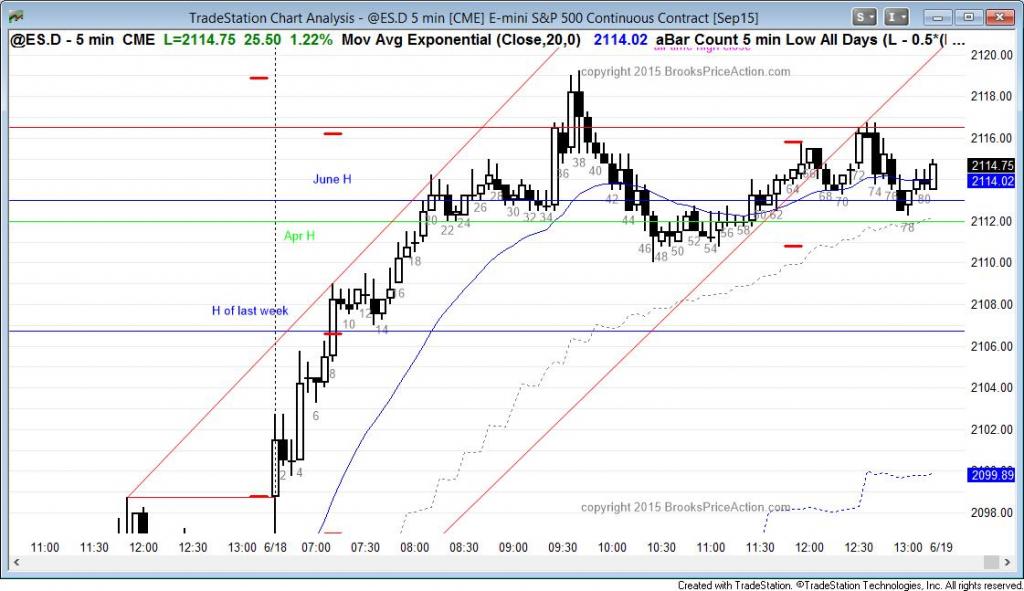 TradeStation Chart Analysis - @ES.D 5 min [CME] E-mini S&P 500 Continuous Contract [Sep15]
S I
@ES.D - 5 min CME L=2114.75 25.50 1.22% Mov Avg Exponential (Close,20,0) 2114.02 aBar Count 5 min Low All Days (L - 0.5*(l ...
all time high close
2120.00
copyright 2015 BrooksPriceAction.com
2118.00
2116.00
2114.75
June H
2114.02
2112.00
Apr H
2110.00
2108.00
H of last week
2106.00
2104.00
2102.00
2099.89
copyright 2015 BrooksPriceAction.com
2098.00
2 4 6 8 10 12 14 16 18 20 22 24 26 28 30 32 34 36 38 40 42 44 46 48 50 52 54 56 58 60 62 64 66 68 70 72 74 76 78 80
11:00 11:30 12:00 12:30 13:00 6/18 07:00 07:30 08:00 08:30 09:00 09:30 10:00 10:30 11:00 11:30 12:00 12:30 13:00 6/19
Created with TradeStation. ©TradeStation Technologies, Inc. All rights reserved.